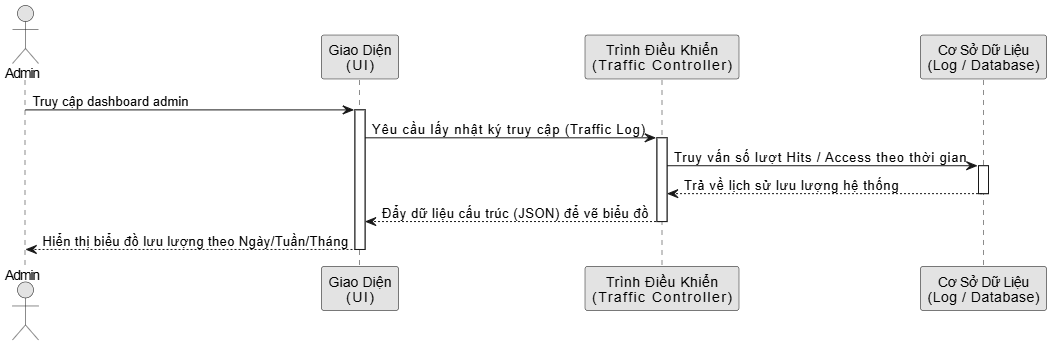 Admin
Giao Diện
(UI)
Trình Điều Khiển
(Traffic Controller)
Cơ Sở Dữ Liệu
(Log / Database)
Truy cập dashboard admin
Yêu cầu lấy nhật ký truy cập (Traffic Log)
Truy vấn số lượt Hits / Access theo thời gian
Trả về lịch sử lưu lượng hệ thống
Đẩy dữ liệu cấu trúc (JSON) để vẽ biểu đồ
Hiển thị biểu đồ lưu lượng theo Ngày/Tuần/Tháng
Admin
Giao Diện
(UI)
Trình Điều Khiển
(Traffic Controller)
Cơ Sở Dữ Liệu
(Log / Database)